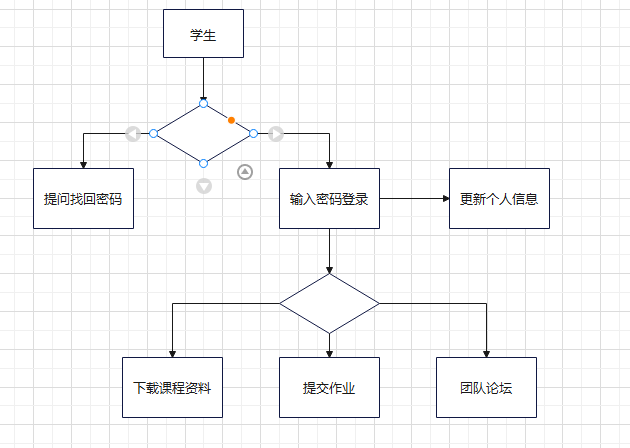 学生
提问找回密码
输入密码登录
更新个人信息
下载课程资料
提交作业
团队论坛